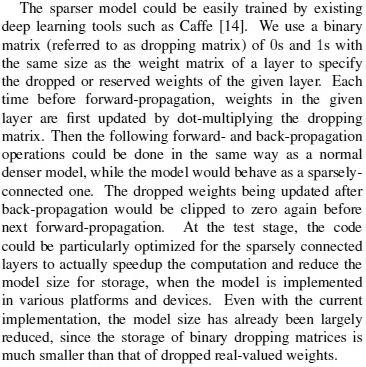 The sparser model could be easily trained by existing
deep learning tools such as Caffe [14]. We use a binary
matrix (referred to as dropping matrix) of 0s and 1s with
the same size as the weight matrix of a layer to specify
the dropped or reserved weights of the given layer. Each
time before forward-propagation, weights in the given
layer are first updated by dot-multiplying the dropping
matrix. Then the following forward- and back-propagation
operations could be done in the same way as a normal
denser model, while the model would behave as a sparsely-
connected one. The dropped weights being updated after
back-propagation would be clipped to zero again before
next forward-propagation. At the test stage, the code
could be particularly optimized for the sparsely connected
layers to actually speedup the computation and reduce the
model size for storage, when the model is implemented
in various platforms and devices. Even with the current
implementation, the model size has already been largely
reduced, since the storage of binary dropping matrices is
much smaller than that of dropped real-valued weights.